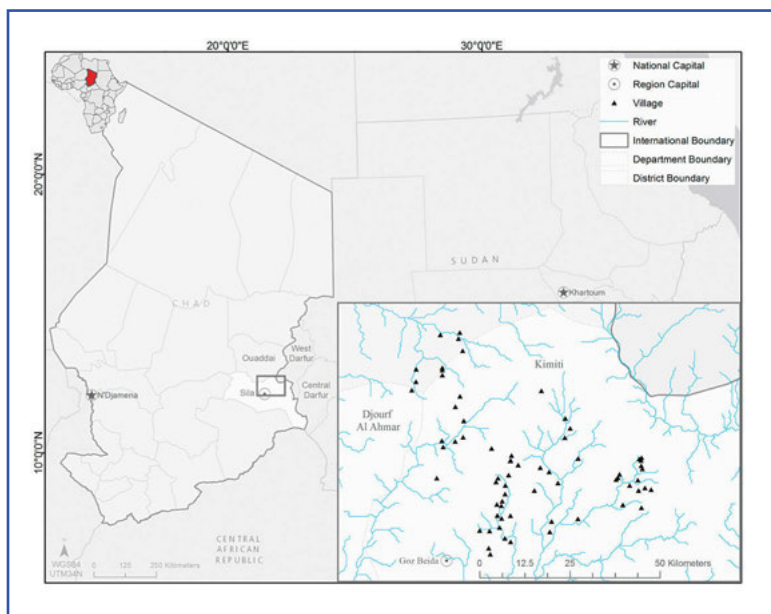 20°0'0"E
30°0'0"E
National Capital
Region Capital
Village
River
International Boundary
Department Boundary
District Boundary
20°0'0"N
SUDAN
CHAD
Khartoum
Ouaddai
West
Darfur
Kimiti
N'Djamena
Sila
Central
Darfur
Djourf
Al Ahmar
10°0'0"N
CENTRAL
AFRICAN
REPUBLIC
WGS84
UTM34N
0 125 250 Kilometers
Goz Beida
0 12.5 25 50 Kilometers